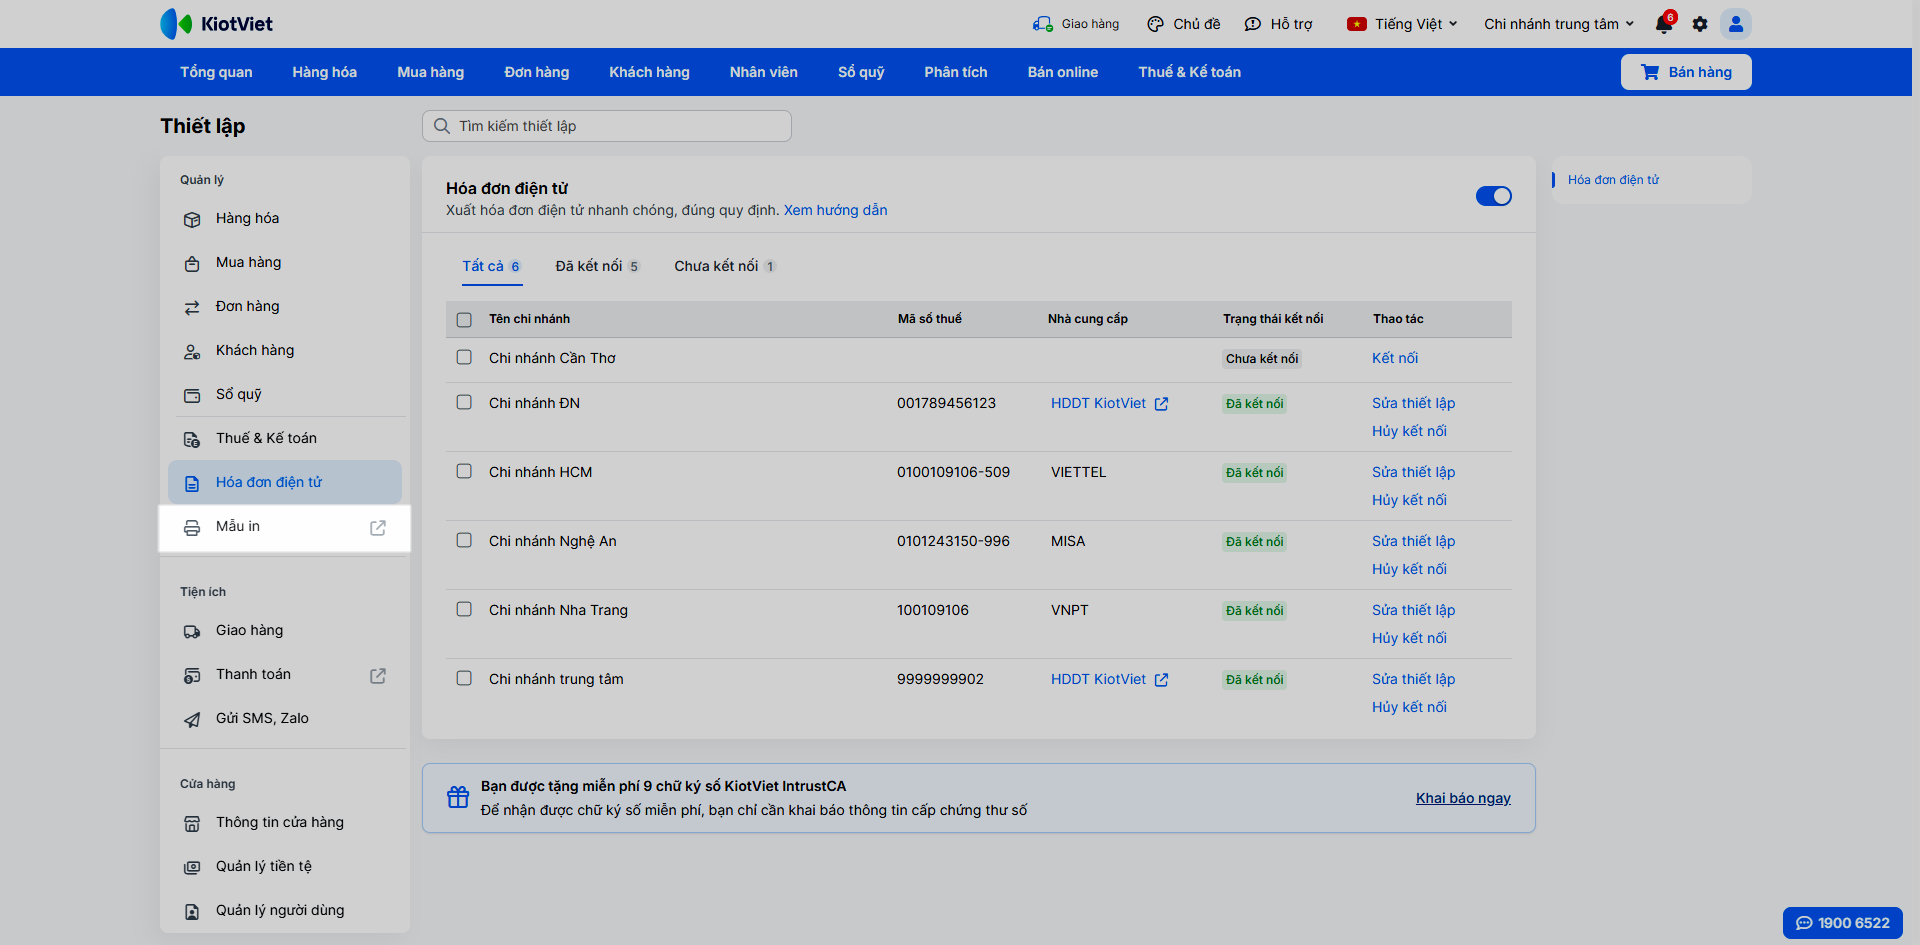 KiotViet
Giao hàng
Chủ đề
Hỗ trợ
Tiếng Việt
Chi nhánh trung tâm
6
Tổng quan
Hàng hóa
Mua hàng
Đơn hàng
Khách hàng
Nhân viên
Sổ quỹ
Phân tích
Bán online
Thuế & Kế toán
Bán hàng
Thiết lập
Tìm kiếm thiết lập
Quản lý
Hàng hóa
Mua hàng
Đơn hàng
Khách hàng
Sổ quỹ
Thuế & Kế toán
Hóa đơn điện tử
Mẫu in
Tiện ích
Giao hàng
Thanh toán
Gửi SMS, Zalo
Cửa hàng
Thông tin cửa hàng
Quản lý tiền tệ
Quản lý người dùng
Hóa đơn điện tử
Xuất hóa đơn điện tử nhanh chóng, đúng quy định. Xem hướng dẫn
Tất cả 6 Đã kết nối 5 Chưa kết nối 1
Tên chi nhánh Mã số thuế Nhà cung cấp Trạng thái kết nối Thao tác
Chi nhánh Cần Thơ Chưa kết nối Kết nối
Chi nhánh ĐN 001789456123 HDDT KiotViet Đã kết nối Sửa thiết lập
Hủy kết nối
Chi nhánh HCM 0100109106-509 VIETTEL Đã kết nối Sửa thiết lập
Hủy kết nối
Chi nhánh Nghệ An 0101243150-996 MISA Đã kết nối Sửa thiết lập
Hủy kết nối
Chi nhánh Nha Trang 100109106 VNPT Đã kết nối Sửa thiết lập
Hủy kết nối
Chi nhánh trung tâm 9999999902 HDDT KiotViet Đã kết nối Sửa thiết lập
Hủy kết nối
Bạn được tặng miễn phí 9 chữ ký số KiotViet IntrustCA
Để nhận được chữ ký số miễn phí, bạn chỉ cần khai báo thông tin cấp chứng thư số
Khai báo ngay
Hóa đơn điện tử
1900 6522